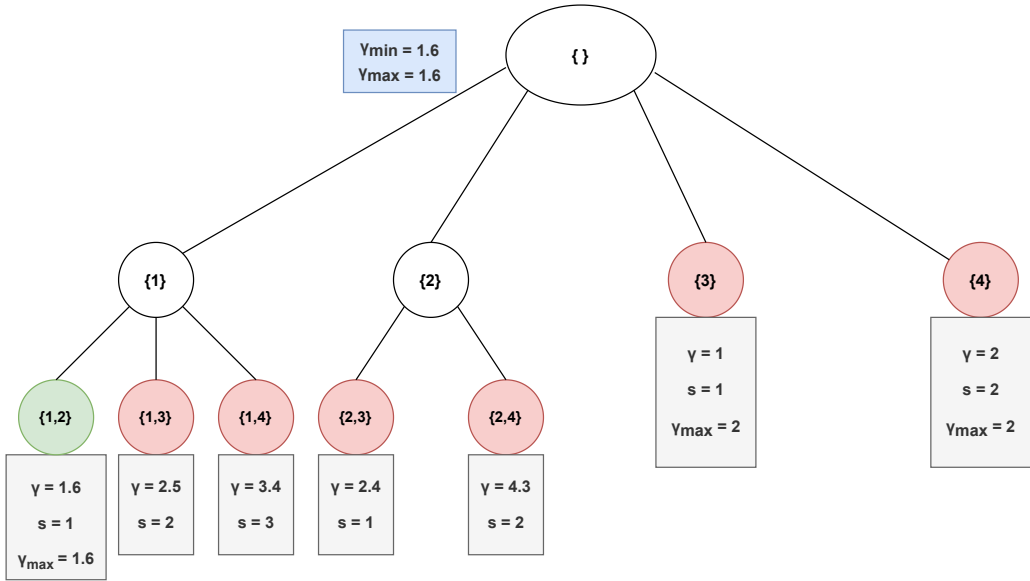 { }
γmin = 1.6
γmax = 1.6
{1}
{2}
{3}
{4}
γ = 1
s = 1
γmax = 2
γ = 2
s = 2
γmax = 2
{1,2}
{1,3}
{1,4}
{2,3}
{2,4}
γ = 1.6
s = 1
γmax = 1.6
γ = 2.5
s = 2
γ = 3.4
s = 3
γ = 2.4
s = 1
γ = 4.3
s = 2